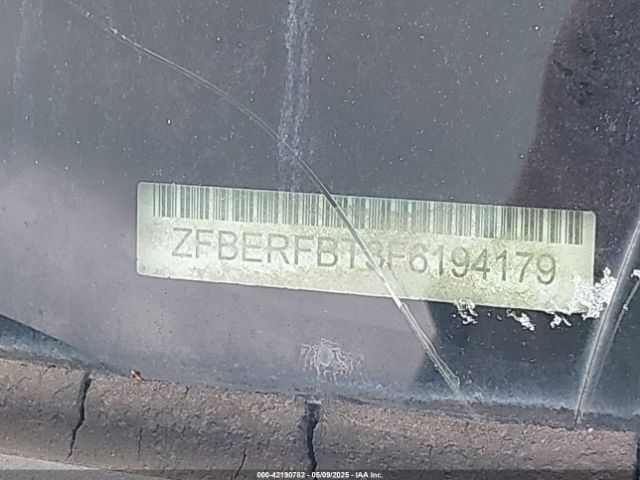 ZFBERFBT3F6194179
000-42190782 - 05/09/2025 - IAA Inc.